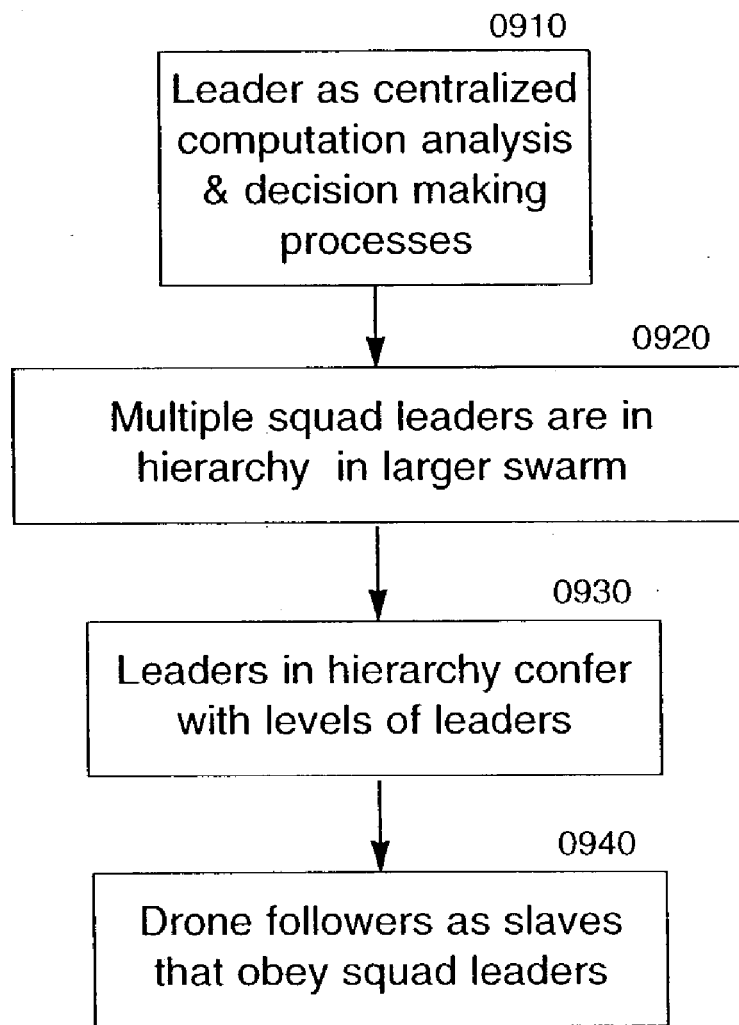 0910
Leader as centralized
computation analysis
& decision making
processes
0920
Multiple squad leaders are in
hierarchy in larger swarm
0930
Leaders in hierarchy confer
with levels of leaders
0940
Drone followers as slaves
that obey squad leaders